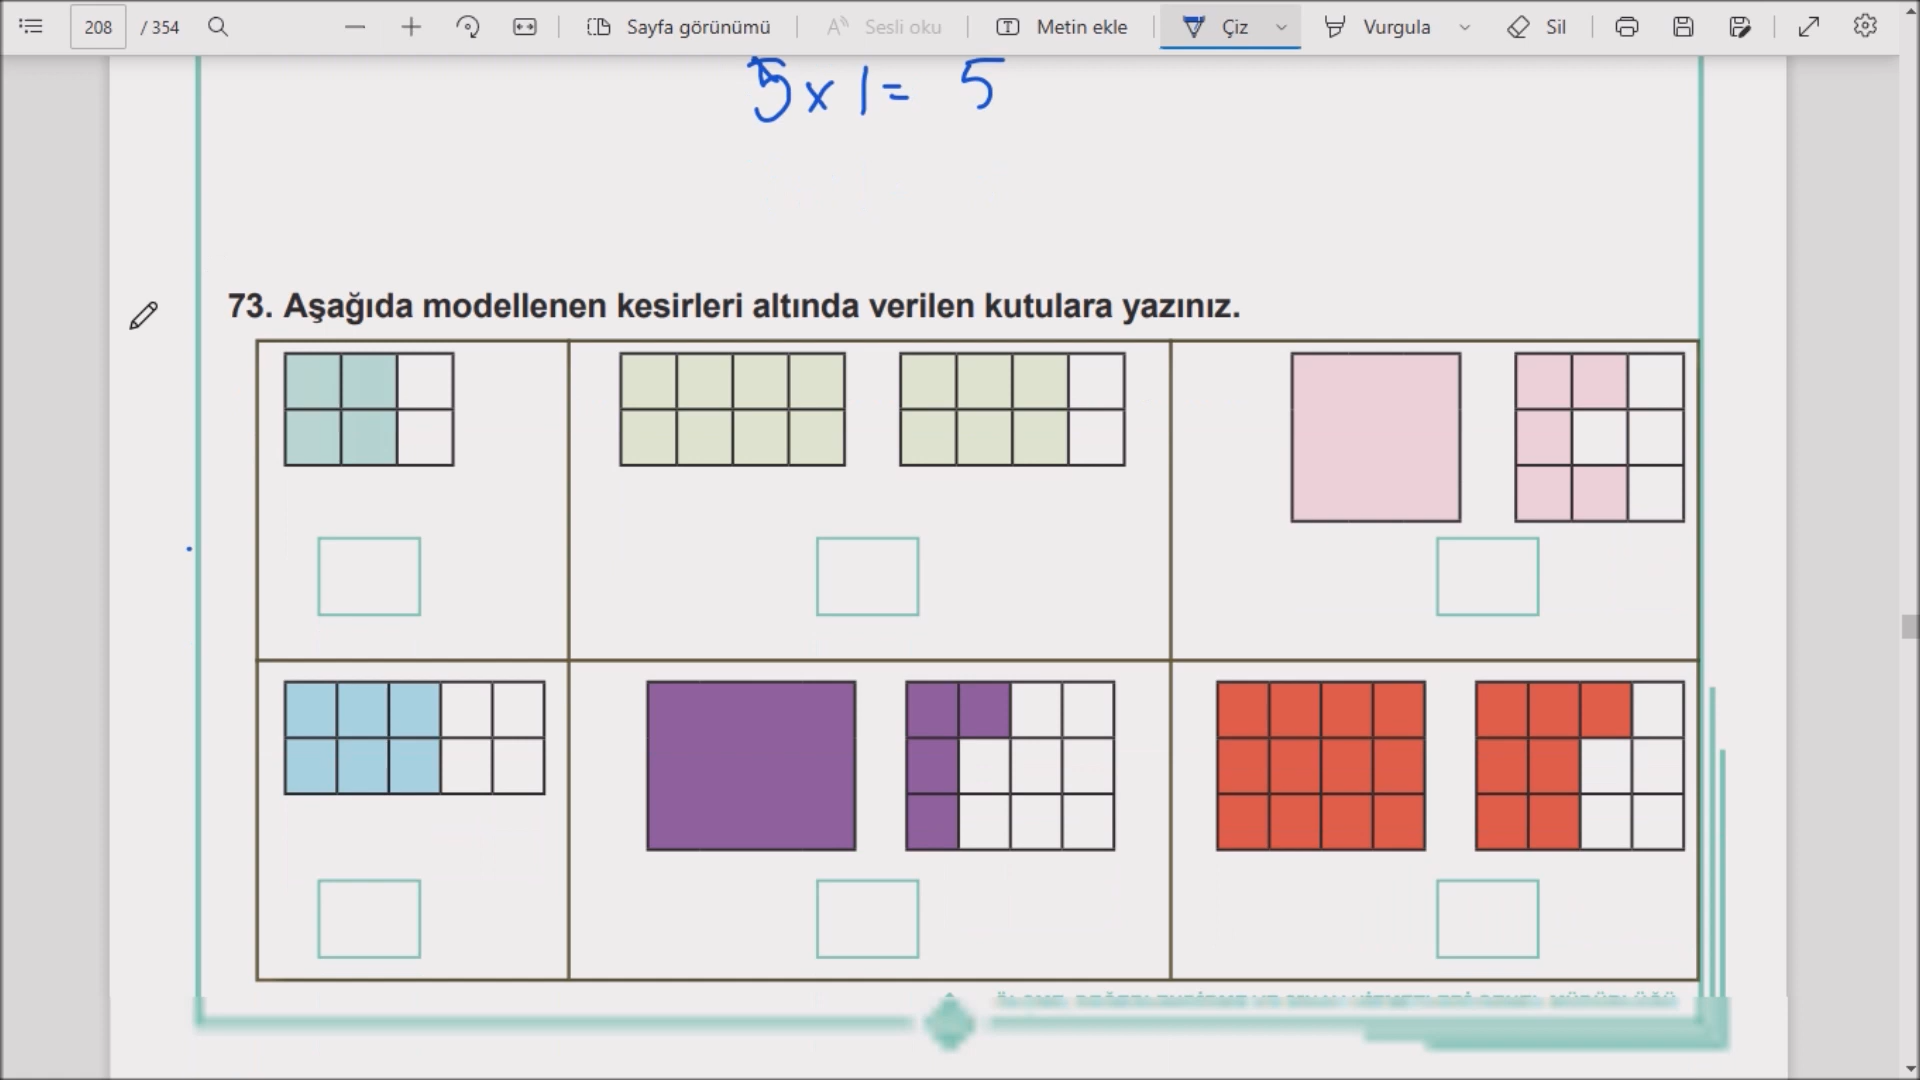 208 / 354 Sayfa görünümü Sesli oku Metin ekle Çiz Vurgula Sil
5 x 1 = 5
73. Aşağıda modellenen kesirleri altında verilen kutulara yazınız.